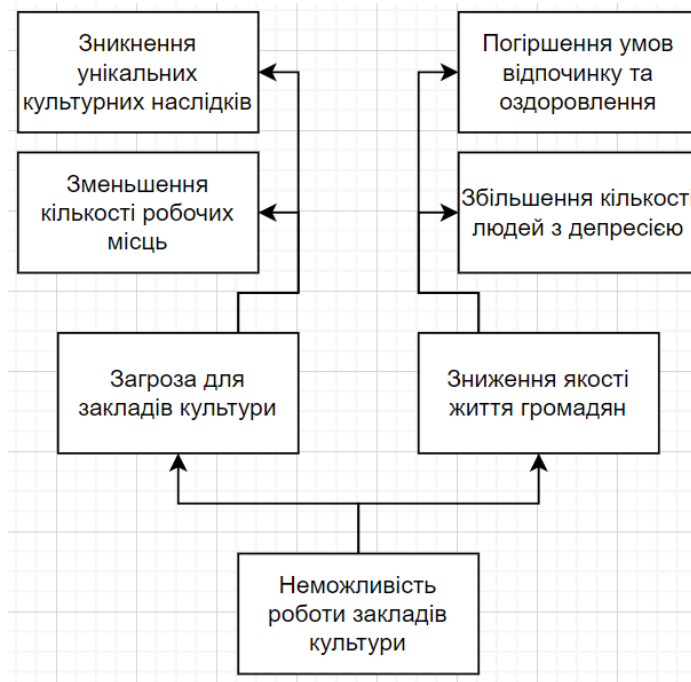 Зникнення
унікальних
культурних наслідків
Погіршення умов
відпочинку та
оздоровлення
Зменьшення
кількості робочих
місць
Збільшення кількості
людей з депресією
Загроза для
закладів культури
Зниження якості
життя громадян
Неможливість
роботи закладів
культури